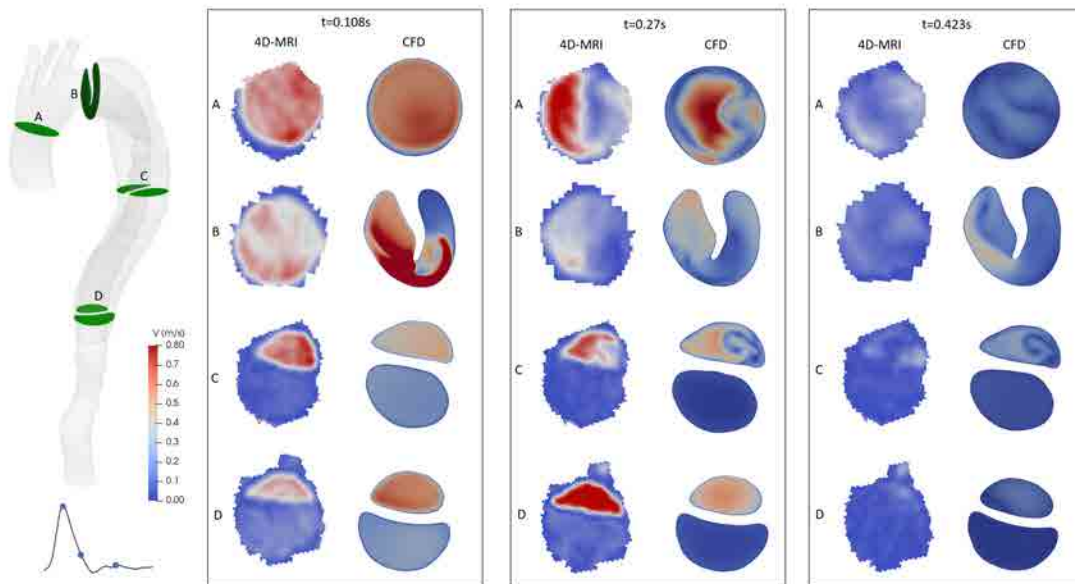 A
B
C
D
V (m/s)
0.80
0.7
0.6
0.5
0.4
0.3
0.2
0.1
0.00
t=0.108s
4D-MRI CFD
A
B
C
D
t=0.27s
4D-MRI CFD
A
B
C
D
t=0.423s
4D-MRI CFD
A
B
C
D